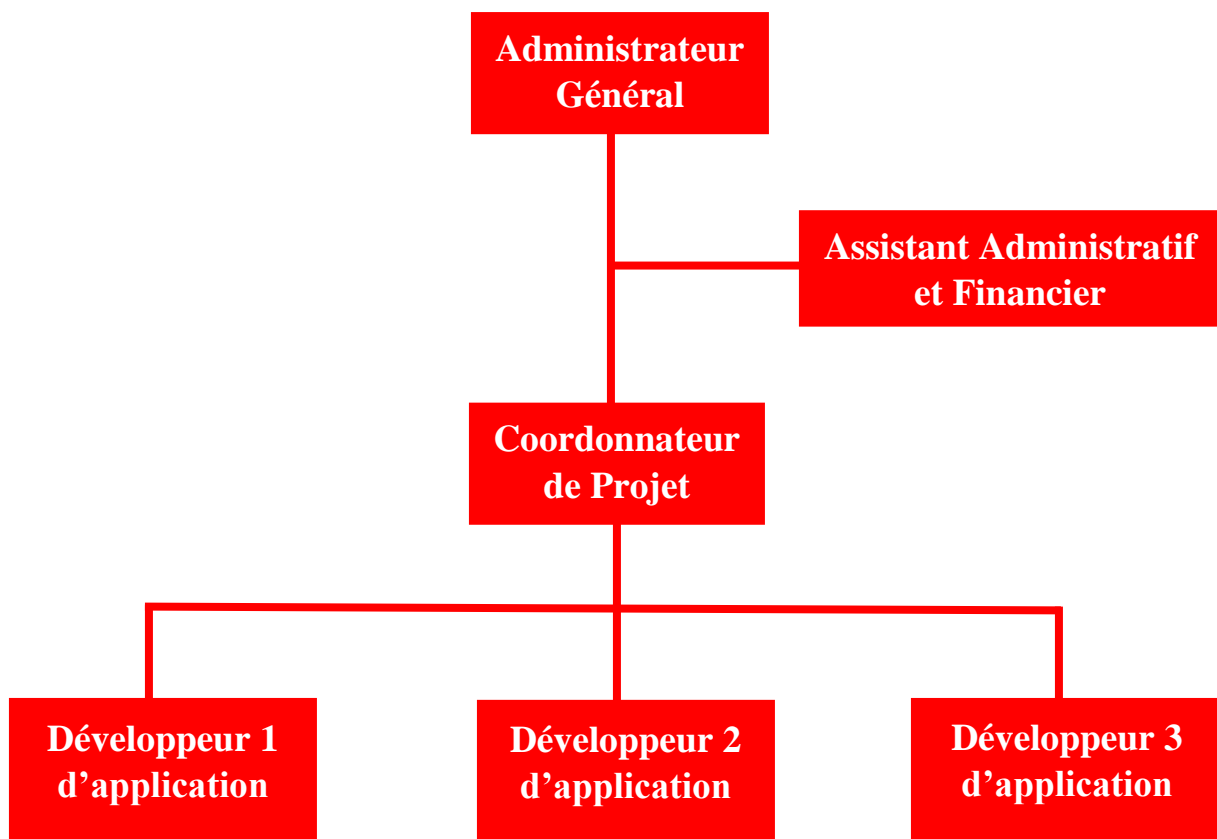 Administrateur
Général
Assistant Administratif
et Financier
Coordonnateur
de Projet
Développeur 1
d’application
Développeur 2
d’application
Développeur 3
d’application